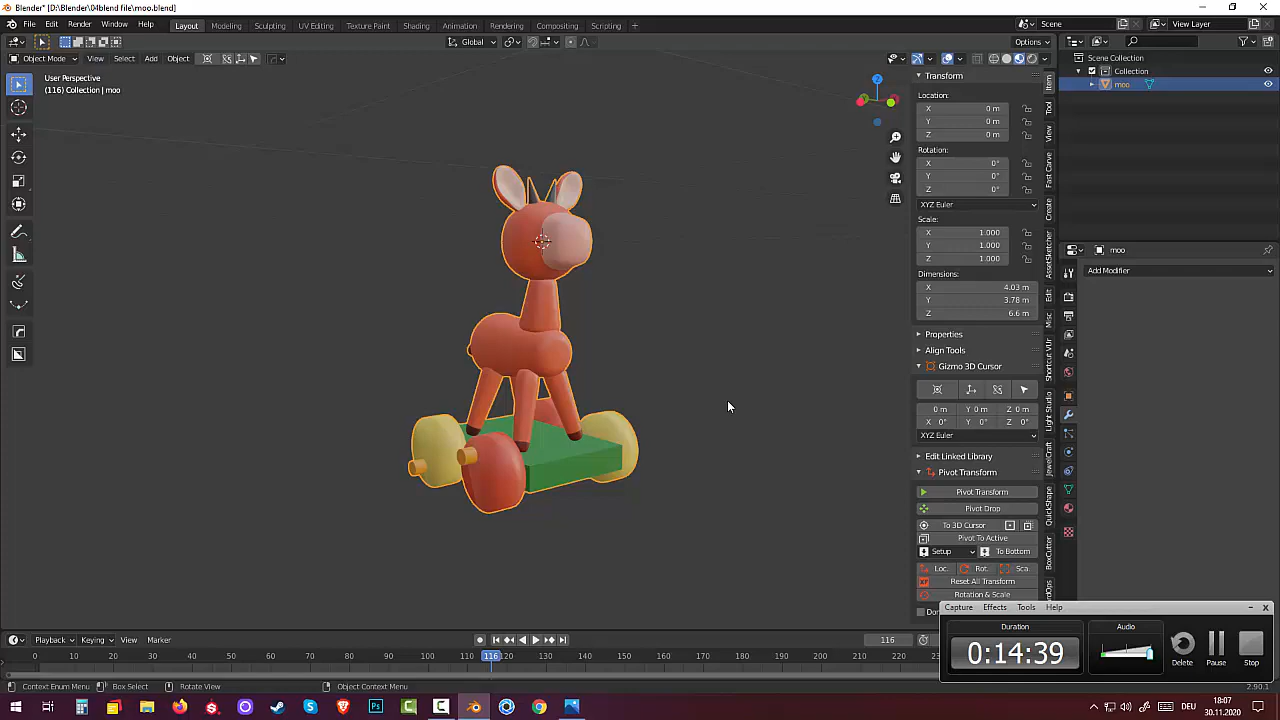 Blender* [D:\Blender\04blend file\moo.blend]
File Edit Render Window Help Layout Modeling Sculpting UV Editing Texture Paint Shading Animation Rendering Compositing Scripting + Scene View Layer
Global Options
Object Mode View Select Add Object
User Perspective
(116) Collection | moo
Scene Collection
Collection
moo
Transform
Location:
X 0 m
Y 0 m
Z 0 m
Rotation:
X 0°
Y 0°
Z 0°
XYZ Euler
Scale:
X 1.000
Y 1.000
Z 1.000
Dimensions:
X 4.03 m
Y 3.78 m
Z 6.6 m
Properties
Align Tools
Gizmo 3D Cursor
0 m Y 0 m Z 0 m
X 0° Y 0° Z 0°
XYZ Euler
Edit Linked Library
Pivot Transform
Pivot Transform
Pivot Drop
To 3D Cursor
Pivot To Active
Setup To Bottom
Loc. Rot. Sca.
Reset All Transform
Rotation & Scale
Item
Tool
View
Fast Carve
Create
AssetSketcher
Edit
Misc
Shortcut VUr
Light Studio
JewelCraft
QuickShape
BoxCutter
moo
Add Modifier
Capture Effects Tools Help
Duration Audio
0:14:39 Delete Pause Stop
Playback Keying View Marker 116
0 10 20 30 40 50 60 70 80 90 100 110 116 130 140 150 160 170 180 190 200 210 220
Context Enum Menu Box Select Rotate View Object Context Menu 2.90.1
DEU 18:07
30.11.2020